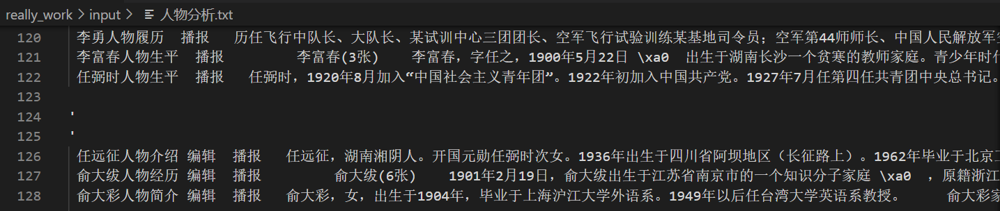 really_work > input > 人物分析.txt
120 李勇人物履历 播报 历任飞行中队长、大队长、某试训中心三团团长、空军飞行试验训练某基地司令员；空军第44师师长、中国人民解放军空
121 李富春人物生平 播报 李富春(3张) 李富春，字任之，1900年5月22日 \xa0 出生于湖南长沙一个贫寒的教师家庭。青少年时代
122 任弼时人物生平 播报 任弼时，1920年8月加入“中国社会主义青年团”。1922年初加入中国共产党。1927年7月任第四任共青团中央总书记。
123
124 '
125 '
126 任远征人物介绍 编辑 播报 任远征，湖南湘阴人。开国元勋任弼时次女。1936年出生于四川省阿坝地区（长征路上）。1962年毕业于北京工
127 俞大绂人物经历 编辑 播报 俞大绂(6张) 1901年2月19日，俞大绂出生于江苏省南京市的一个知识分子家庭 \xa0 ，原籍浙江
128 俞大彩人物简介 编辑 播报 俞大彩，女，出生于1904年，毕业于上海沪江大学外语系。1949年以后任台湾大学英语系教授。 俞大彩家